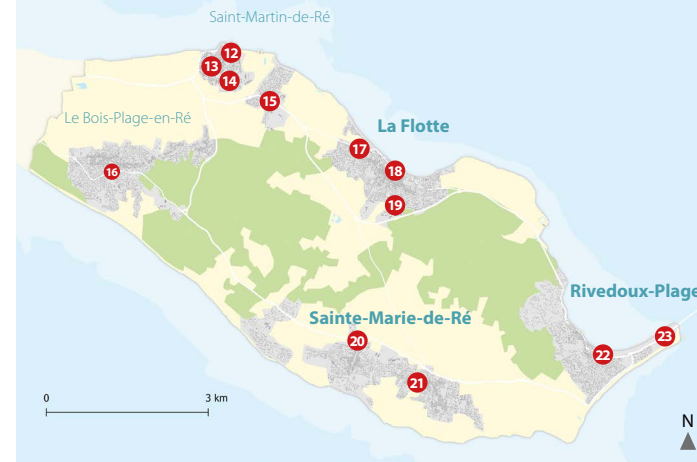 Saint-Martin-de-Ré
12
13
14
15
Le Bois-Plage-en-Ré
La Flotte
17
16
18
19
Rivedoux-Plage
Sainte-Marie-de-Ré
23
20
22
21
0 3 km
N